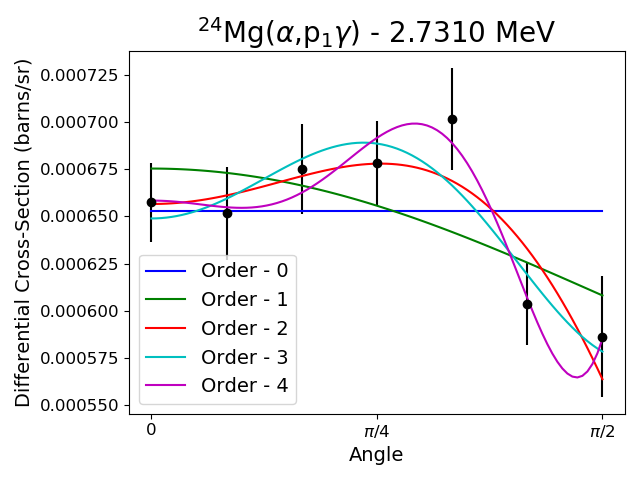 ²⁴Mg(α,p₁γ) - 2.7310 MeV
Differential Cross-Section (barns/sr)
0.000725
0.000700
0.000675
0.000650
0.000625
0.000600
0.000575
0.000550
Order - 0
Order - 1
Order - 2
Order - 3
Order - 4
0 π/4 π/2
Angle